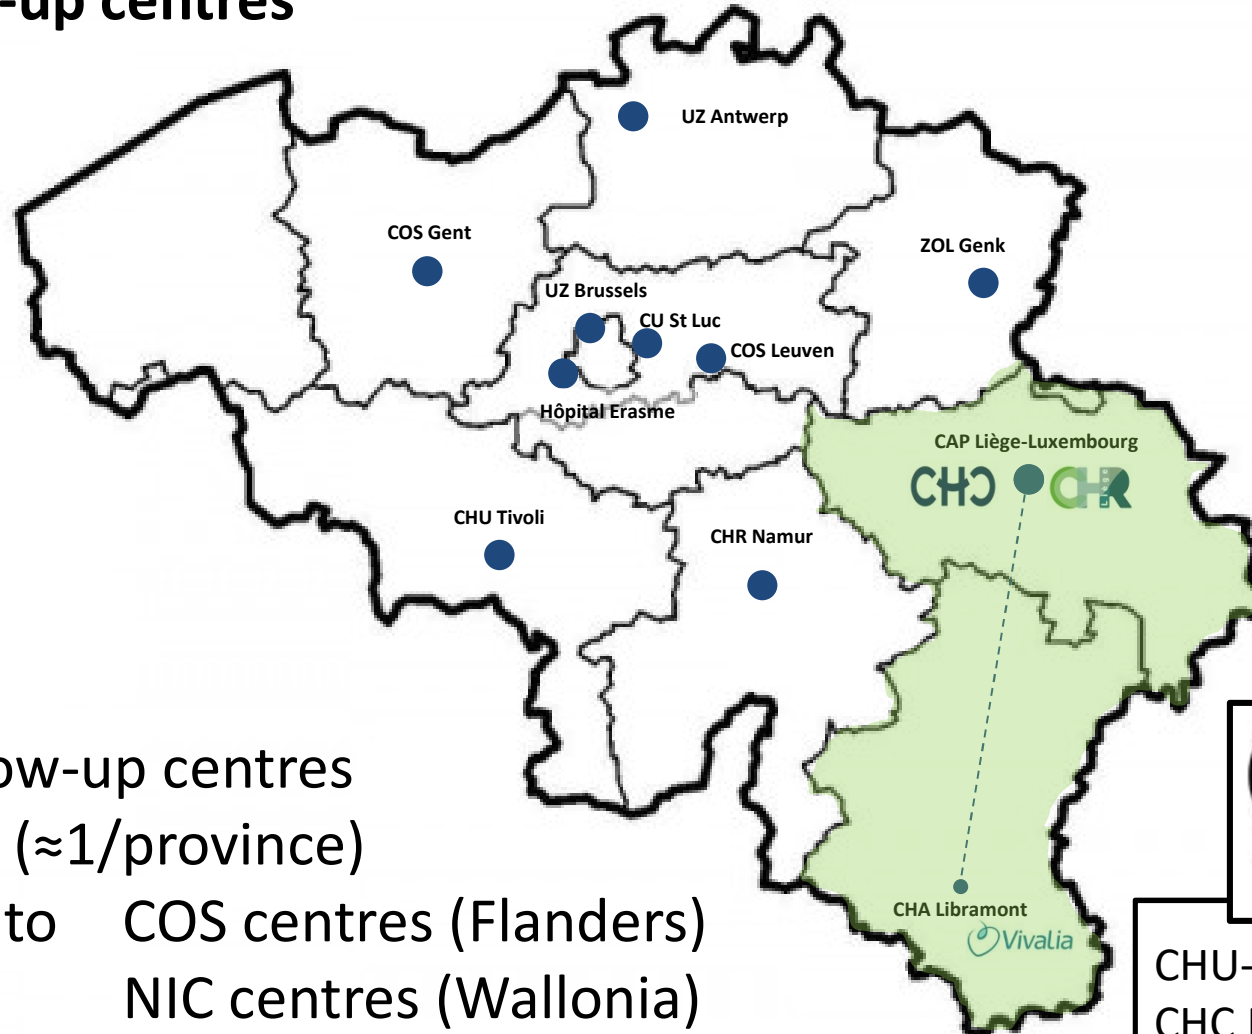 -up centres
UZ Antwerp
COS Gent
ZOL Genk
UZ Brussels
CU St Luc
COS Leuven
Hôpital Erasme
CAP Liège-Luxembourg
CHC CHR
CHU Tivoli
CHR Namur
ow-up centres
(≈1/province)
to COS centres (Flanders)
NIC centres (Wallonia)
CHA Libramont
Vivalia
CHU-
CHC